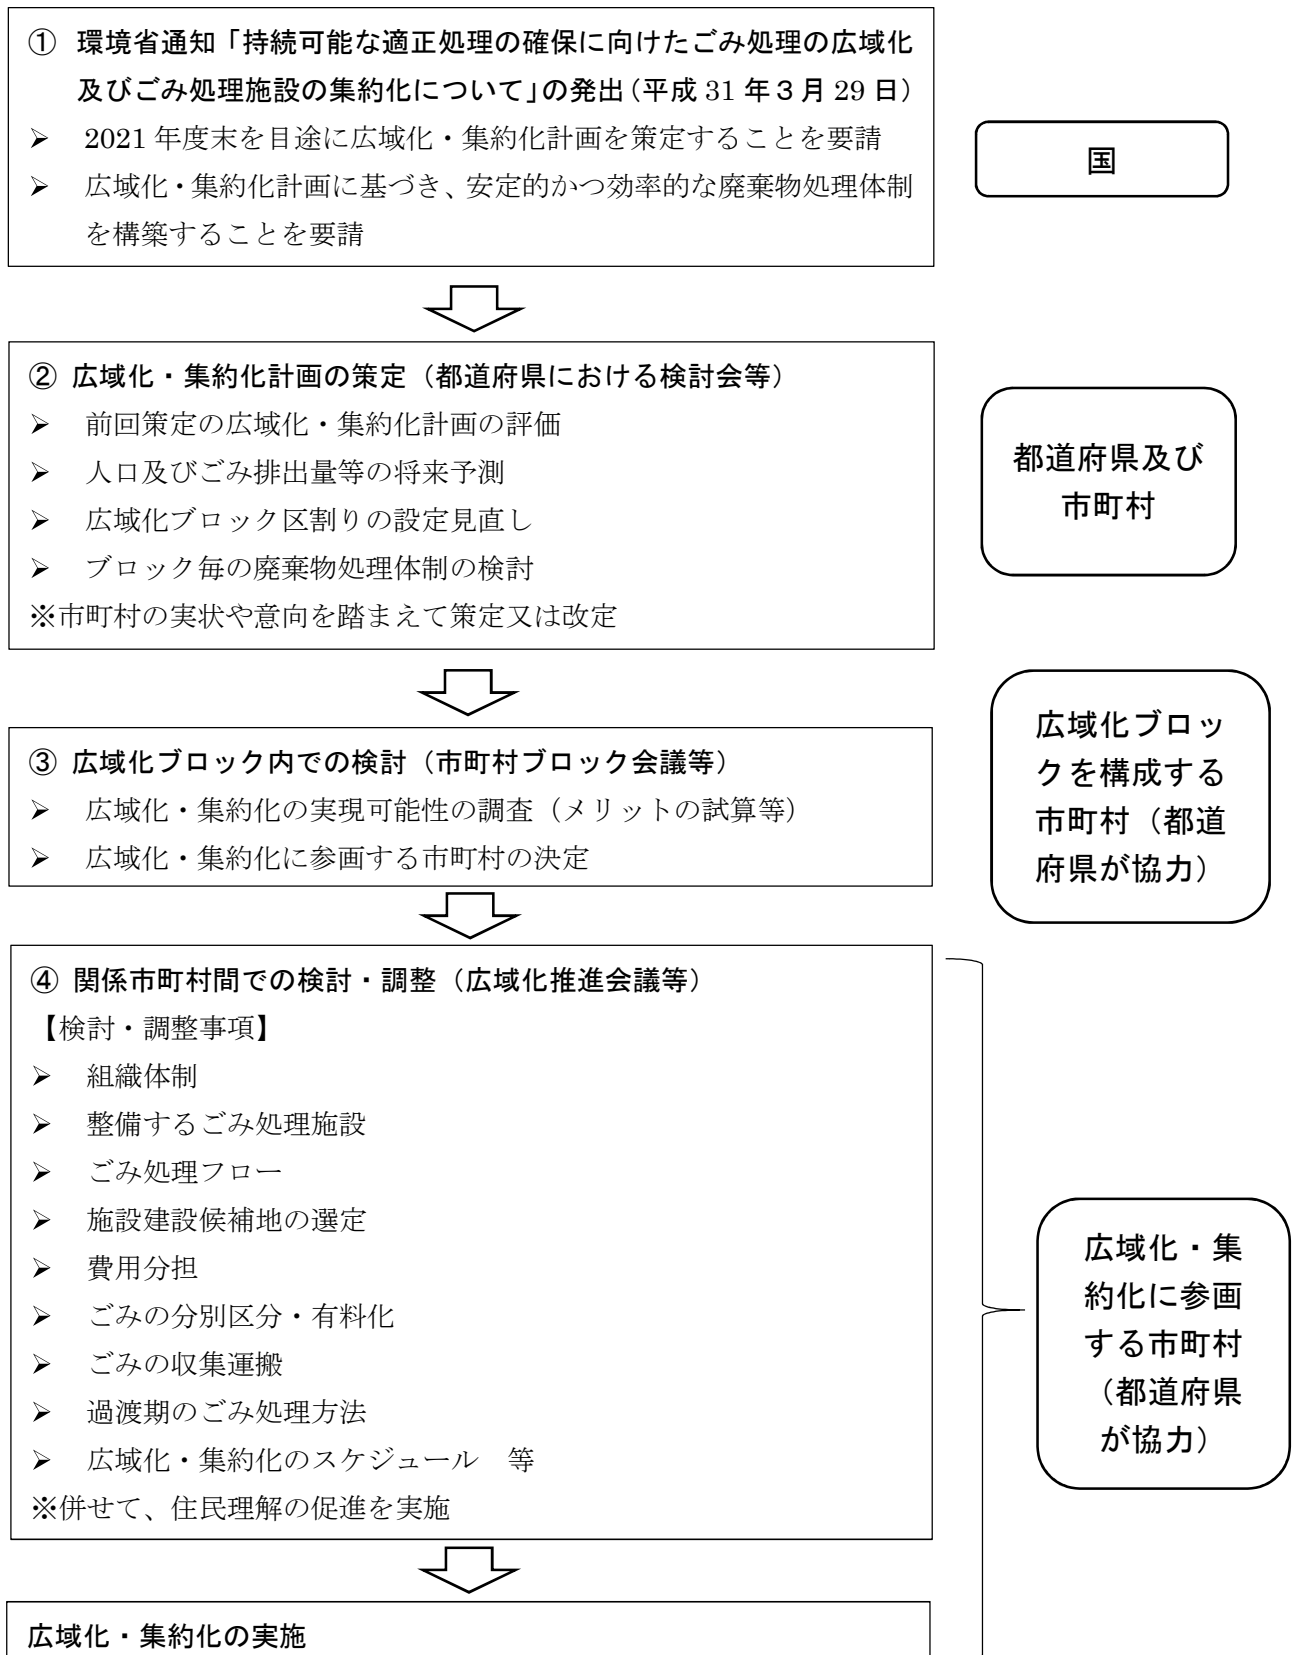 ① 環境省通知「持続可能な適正処理の確保に向けたごみ処理の広域化
及びごみ処理施設の集約化について」の発出(平成 31 年3月 29 日)
➢ 2021 年度末を目途に広域化・集約化計画を策定することを要請
➢ 広域化・集約化計画に基づき、安定的かつ効率的な廃棄物処理体制
を構築することを要請
国
② 広域化・集約化計画の策定(都道府県における検討会等)
➢ 前回策定の広域化・集約化計画の評価
➢ 人口及びごみ排出量等の将来予測
➢ 広域化ブロック区割りの設定見直し
➢ ブロック毎の廃棄物処理体制の検討
※市町村の実状や意向を踏まえて策定又は改定
都道府県及び
市町村
③ 広域化ブロック内での検討(市町村ブロック会議等)
➢ 広域化・集約化の実現可能性の調査(メリットの試算等)
➢ 広域化・集約化に参画する市町村の決定
広域化ブロッ
クを構成する
市町村(都道
府県が協力)
④ 関係市町村間での検討・調整(広域化推進会議等)
【検討・調整事項】
➢ 組織体制
➢ 整備するごみ処理施設
➢ ごみ処理フロー
➢ 施設建設候補地の選定
➢ 費用分担
➢ ごみの分別区分・有料化
➢ ごみの収集運搬
➢ 過渡期のごみ処理方法
➢ 広域化・集約化のスケジュール 等
※併せて、住民理解の促進を実施
広域化・集
約化に参画
する市町村
(都道府県
が協力)
広域化・集約化の実施